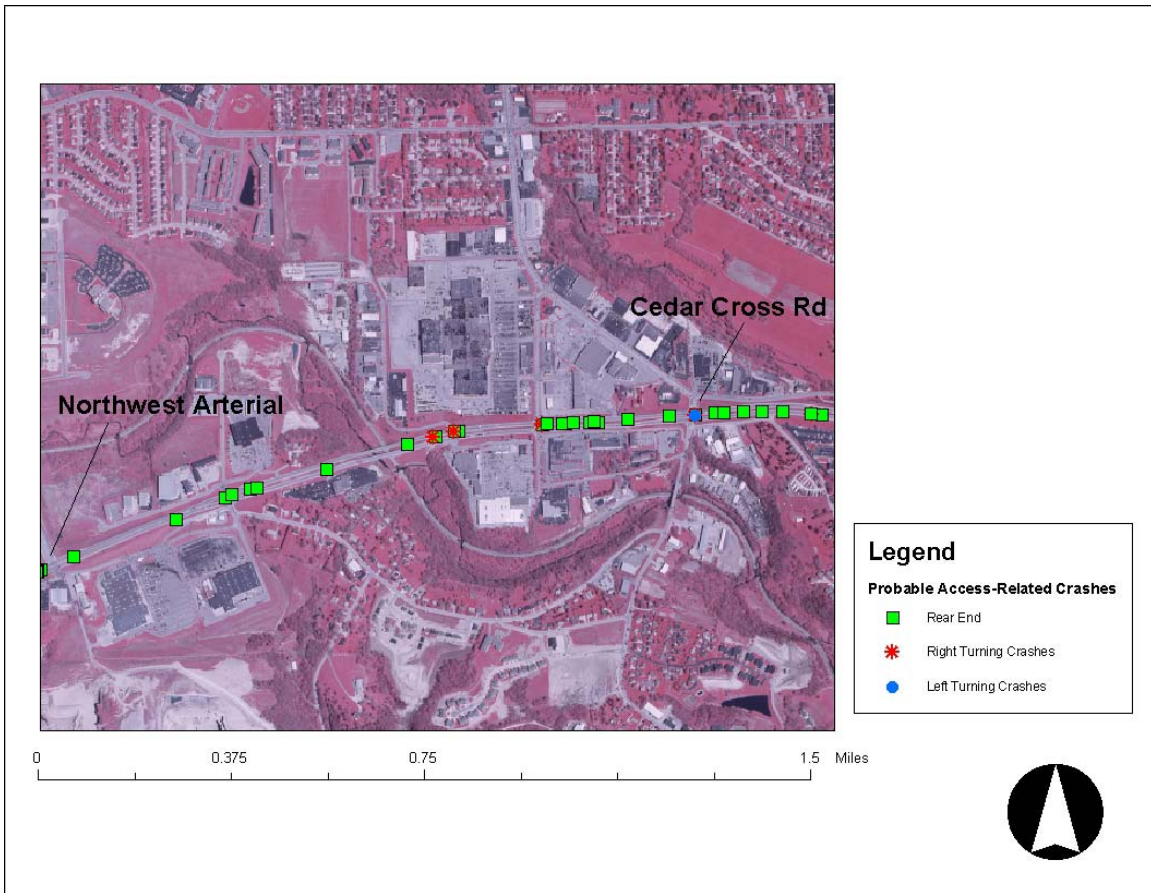 Cedar Cross Rd
Northwest Arterial
Legend
Probable Access-Related Crashes
Rear End
Right Turning Crashes
Left Turning Crashes
0 0.375 0.75 1.5 Miles